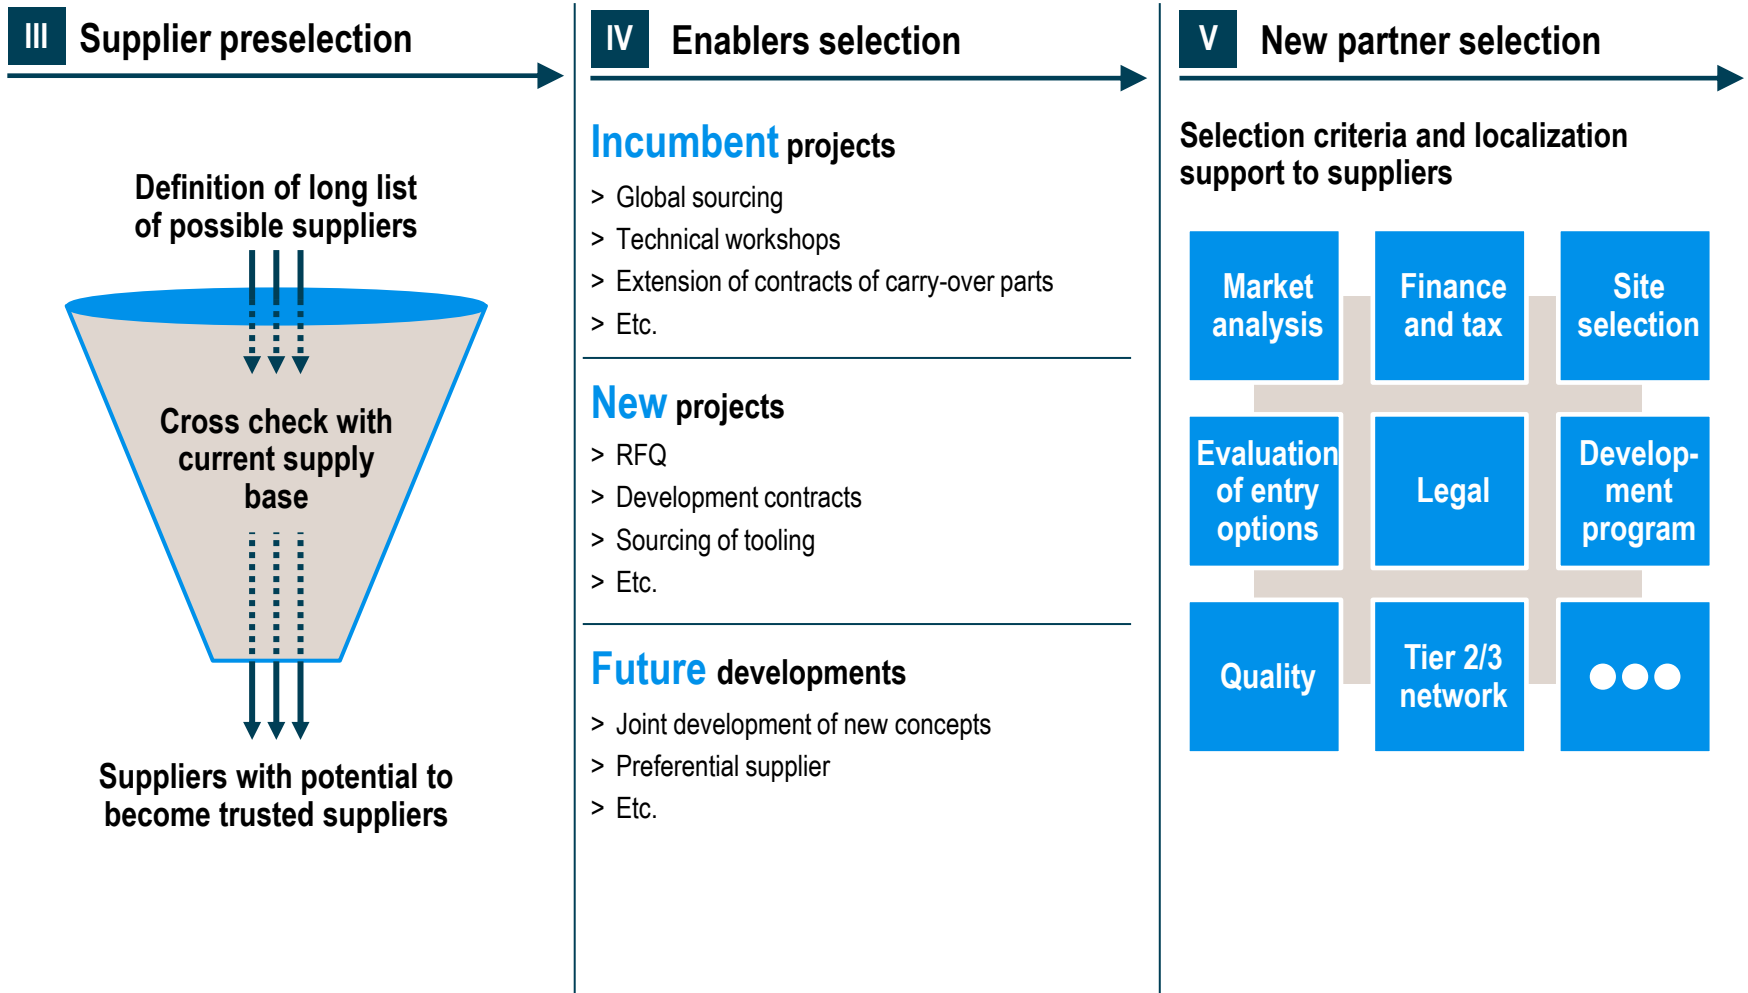 III Supplier preselection
Definition of long list
of possible suppliers
Cross check with
current supply
base
Suppliers with potential to
become trusted suppliers
IV Enablers selection
Incumbent projects
> Global sourcing
> Technical workshops
> Extension of contracts of carry-over parts
> Etc.
New projects
> RFQ
> Development contracts
> Sourcing of tooling
> Etc.
Future developments
> Joint development of new concepts
> Preferential supplier
> Etc.
V New partner selection
Selection criteria and localization
support to suppliers
Market
analysis
Finance
and tax
Site
selection
Evaluation
of entry
options
Legal
Develop-
ment
program
Quality
Tier 2/3
network